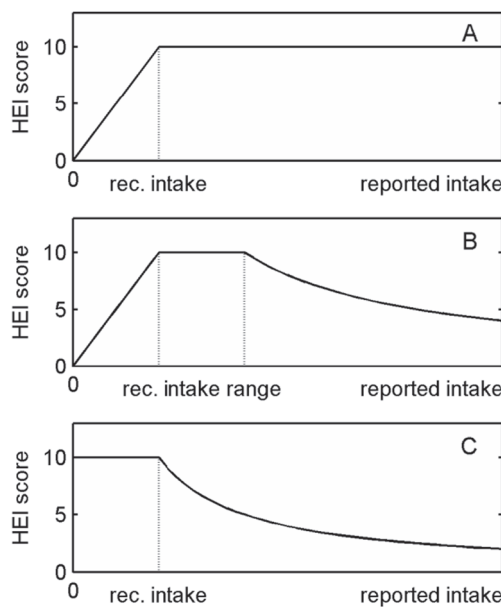 A
10
5
0
HEI score
0
rec. intake
reported intake
B
10
5
0
HEI score
0
rec. intake range
reported intake
C
10
5
0
HEI score
0
rec. intake
reported intake